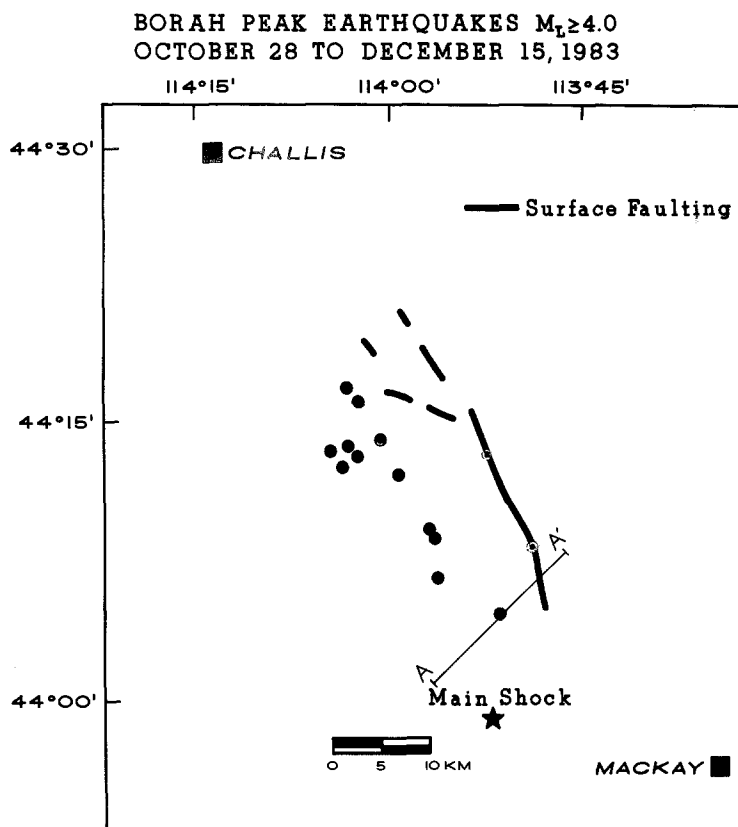 BORAH PEAK EARTHQUAKES M_L≥4.0
OCTOBER 28 TO DECEMBER 15, 1983
114°15' 114°00' 113°45'
44°30'
CHALLIS
Surface Faulting
44°15'
A'
A
44°00'
Main Shock
0 5 10 KM
MACKAY